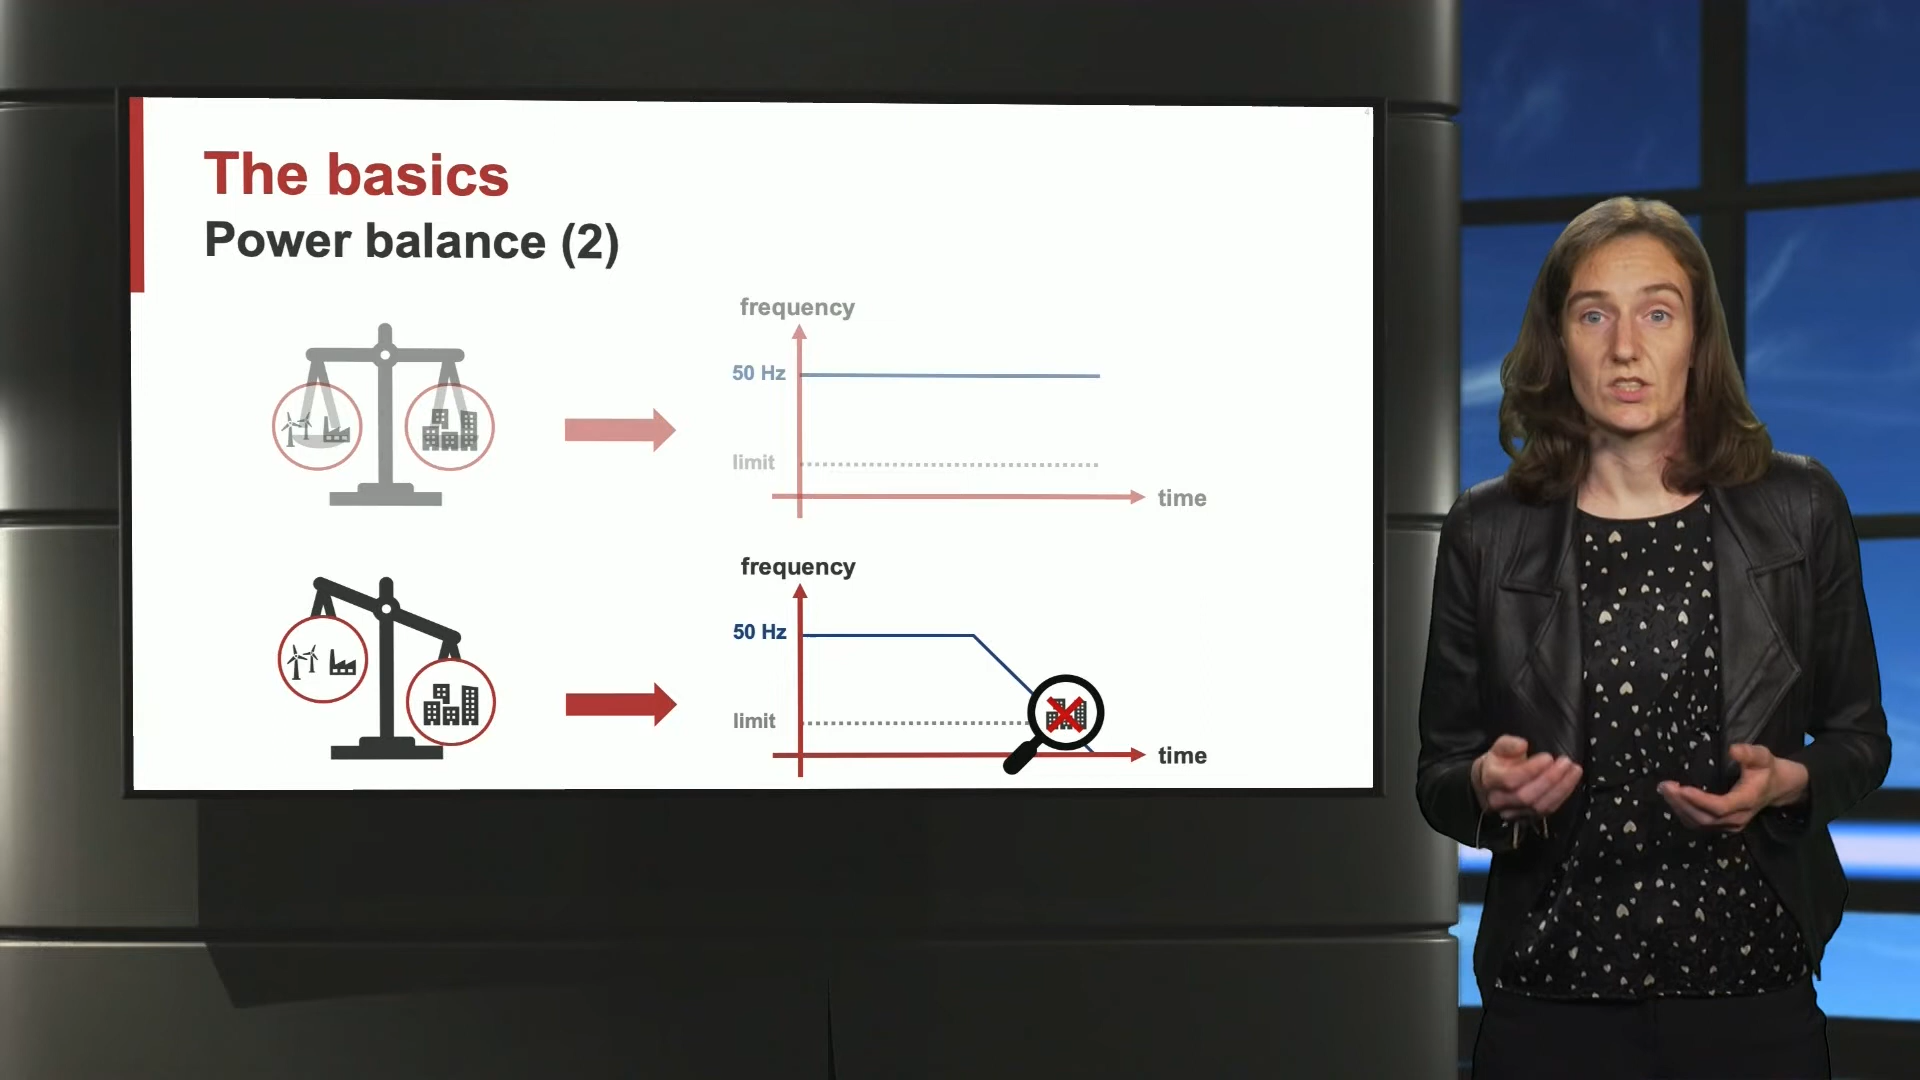 The basics
Power balance (2)
frequency
50 Hz
limit
time
frequency
50 Hz
limit
time